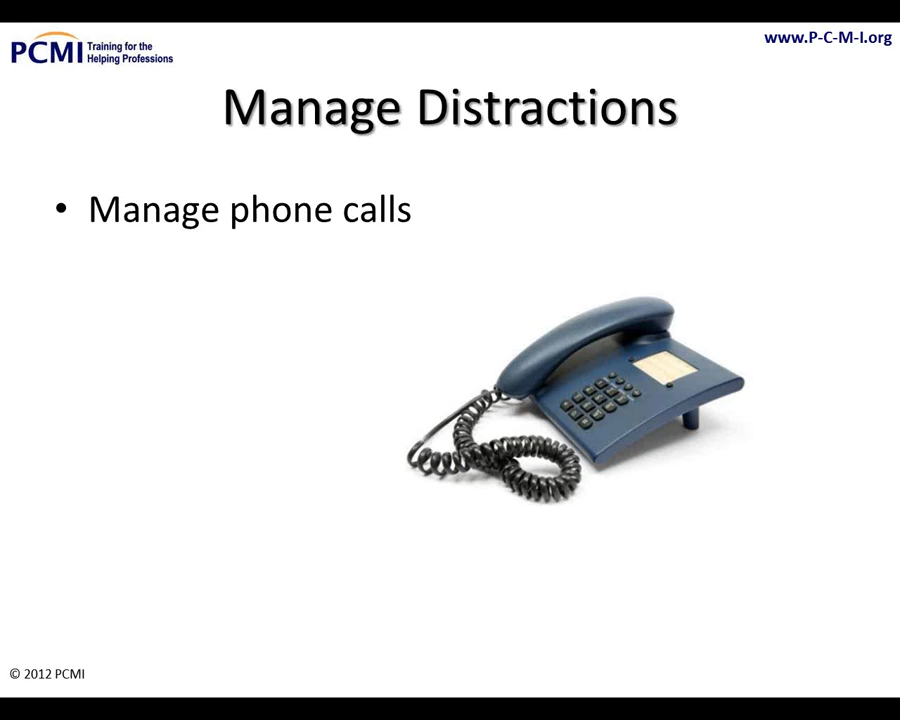 PCMI Training for the
Helping Professions
www.P-C-M-I.org
Manage Distractions
• Manage phone calls
© 2012 PCMI